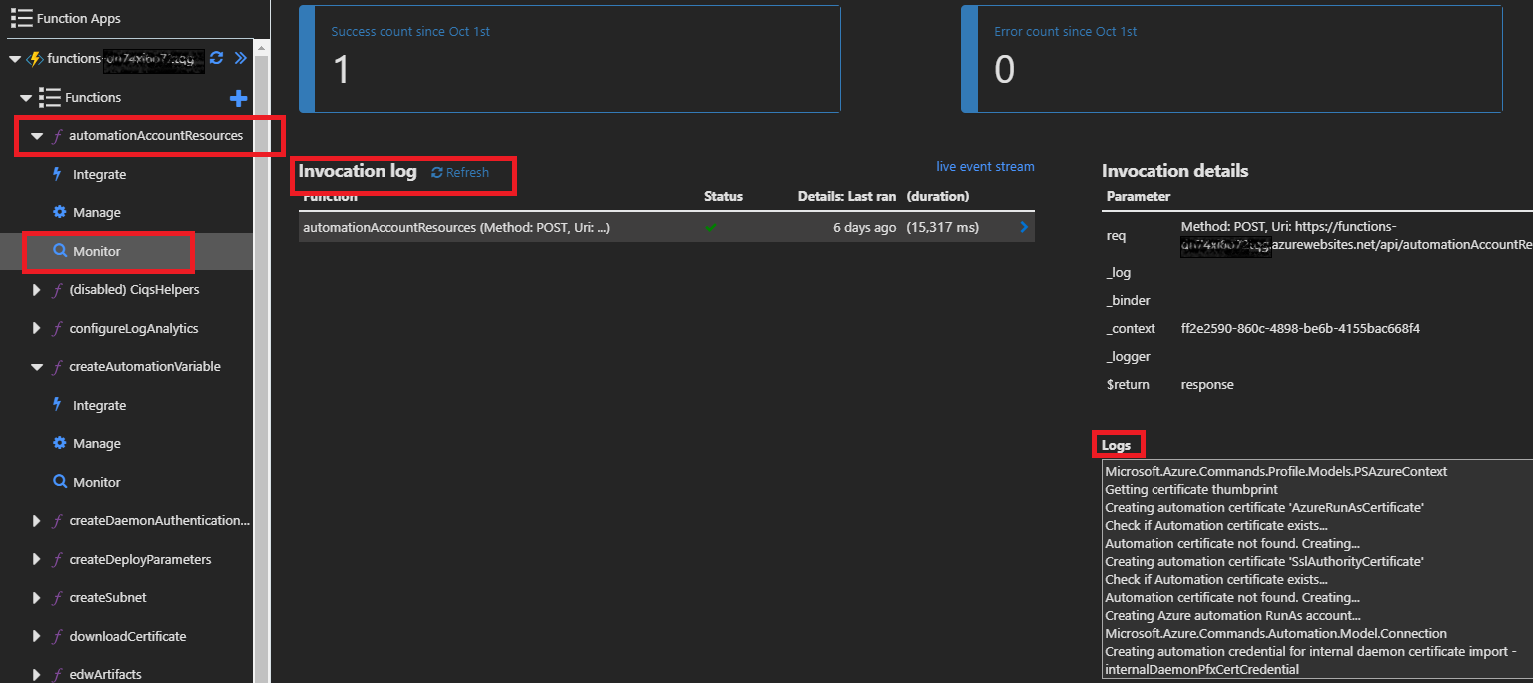 Function Apps
functions-
Functions
automationAccountResources
Integrate
Manage
Monitor
(disabled) CiqsHelpers
configureLogAnalytics
createAutomationVariable
Integrate
Manage
Monitor
createDaemonAuthentication...
createDeployParameters
createSubnet
downloadCertificate
edwArtifacts
Success count since Oct 1st
1
Error count since Oct 1st
0
Invocation log Refresh
live event stream
Function Status Details: Last ran (duration)
automationAccountResources (Method: POST, Uri: ...) 6 days ago (15,317 ms)
Invocation details
Parameter
req Method: POST, Uri: https://functions-
.azurewebsites.net/api/automationAccountRe
_log
_binder
_context ff2e2590-860c-4898-be6b-4155bac668f4
_logger
$return response
Logs
Microsoft.Azure.Commands.Profile.Models.PSAzureContext
Getting certificate thumbprint
Creating automation certificate 'AzureRunAsCertificate'
Check if Automation certificate exists...
Automation certificate not found. Creating...
Creating automation certificate 'SslAuthorityCertificate'
Check if Automation certificate exists...
Automation certificate not found. Creating...
Creating Azure automation RunAs account...
Microsoft.Azure.Commands.Automation.Model.Connection
Creating automation credential for internal daemon certificate import -
internalDaemonPfxCertCredential